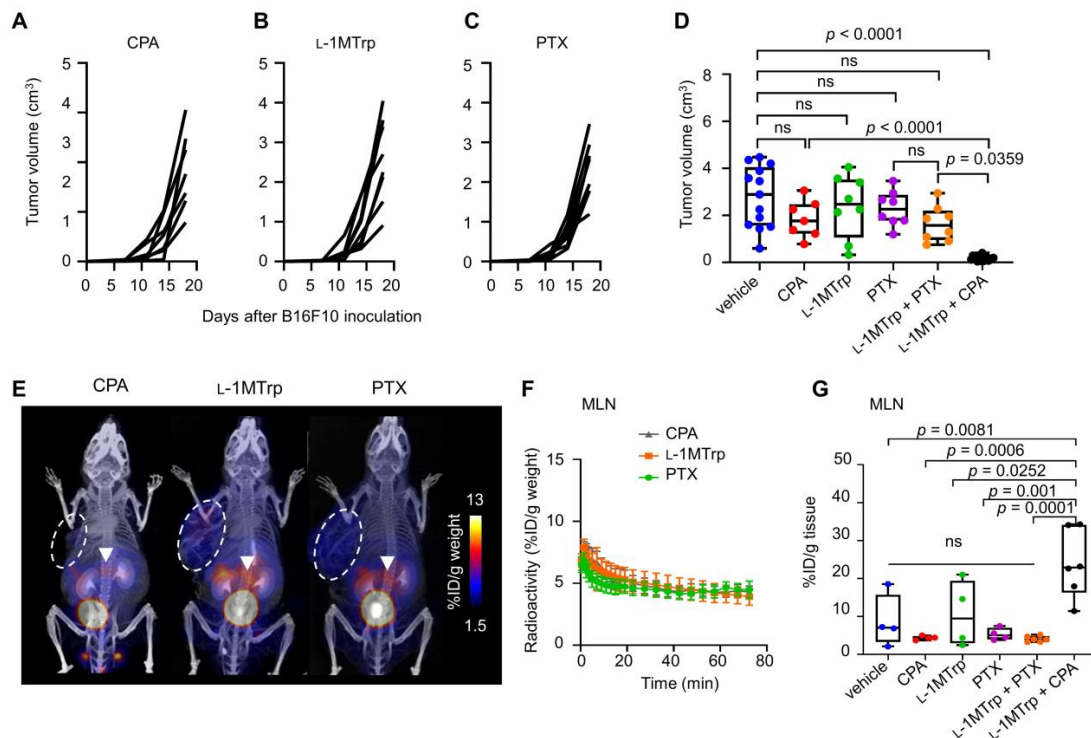 A
CPA
Tumor volume (cm³)
5
4
3
2
1
0
0 5 10 15 20
B
L-1MTrp
5
4
3
2
1
0
0 5 10 15 20
C
PTX
5
4
3
2
1
0
0 5 10 15 20
Days after B16F10 inoculation
D
p < 0.0001
ns
ns
ns p < 0.0001
ns p = 0.0359
Tumor volume (cm³)
8
6
4
2
0
vehicle
CPA
L-1MTrp
PTX
L-1MTrp + PTX
L-1MTrp + CPA
E
CPA L-1MTrp PTX
13
%ID/g weight
1.5
F
MLN
CPA
L-1MTrp
PTX
Radioactivity (%ID/g weight)
15
10
5
0
0 20 40 60 80
Time (min)
G
MLN
p = 0.0081
p = 0.0006
p = 0.0252
p = 0.001
p = 0.0001
ns
%ID/g tissue
50
40
30
20
10
0
vehicle
CPA
L-1MTrp
PTX
L-1MTrp + PTX
L-1MTrp + CPA